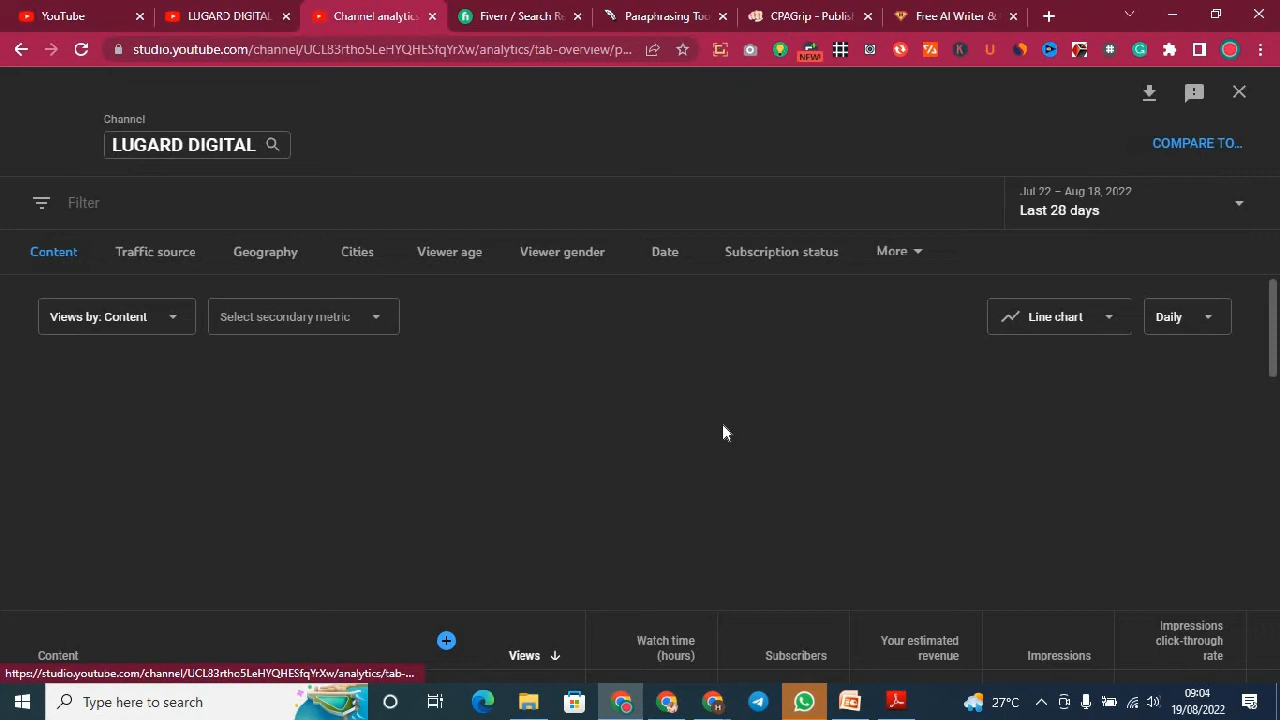 YouTube
LUGARD DIGITAL
Channel analytics
Fiverr / Search Re
Paraphrasing Too
CPAGrip - Publish
Free AI Writer &
studio.youtube.com/channel/UCL83rthc5LeHYQHESfqYrXw/analytics/tab-overview/p...
NEW!
Channel
LUGARD DIGITAL
COMPARE TO...
Filter
Jul 22 – Aug 18, 2022
Last 28 days
Content
Traffic source
Geography
Cities
Viewer age
Viewer gender
Date
Subscription status
More
Views by: Content
Select secondary metric
Line chart
Daily
Content
Views
Watch time
(hours)
Subscribers
Your estimated
revenue
Impressions
Impressions
click-through
rate
https://studio.youtube.com/channel/UCL83rthc5LeHYQHESfqYrXw/analytics/tab-...
Type here to search
27°C
09:04
19/08/2022